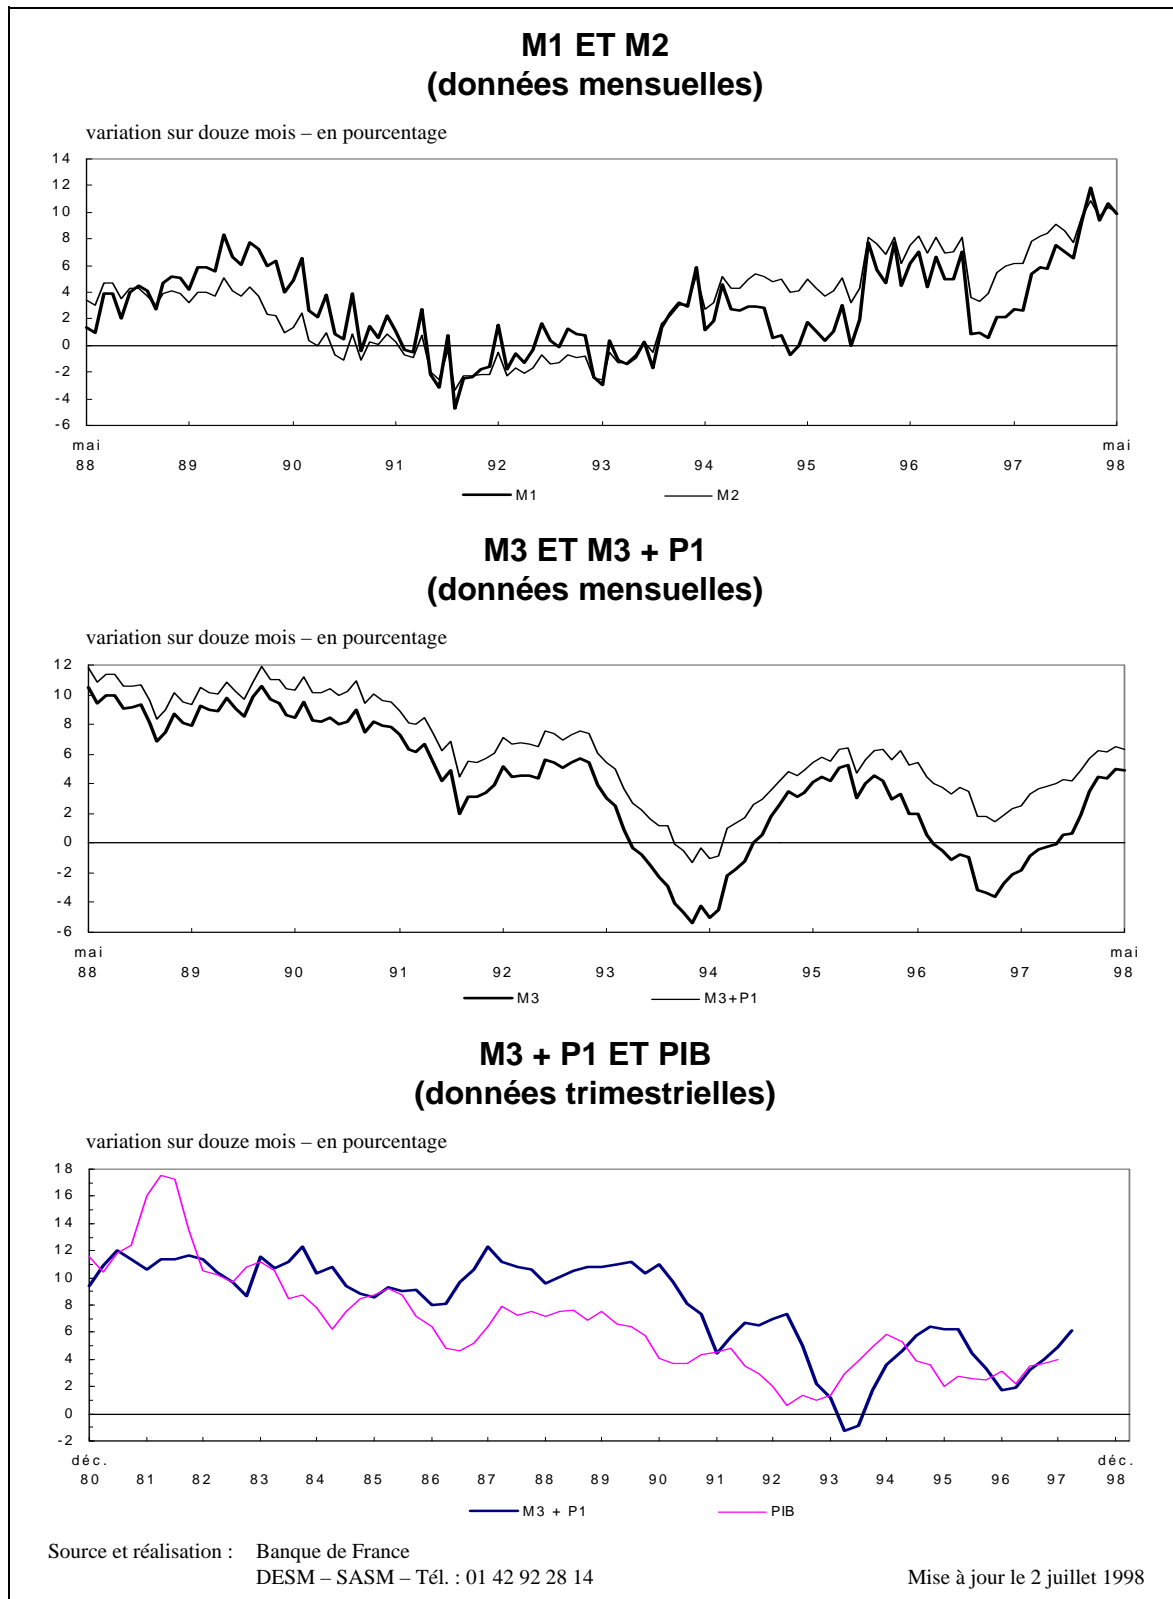 M1 ET M2
(données mensuelles)
variation sur douze mois – en pourcentage
14
12
10
8
6
4
2
0
-2
-4
-6
mai mai
88 89 90 91 92 93 94 95 96 97 98
M1 M2
M3 ET M3 + P1
(données mensuelles)
variation sur douze mois – en pourcentage
12
10
8
6
4
2
0
-2
-4
-6
mai mai
88 89 90 91 92 93 94 95 96 97 98
M3 M3+P1
M3 + P1 ET PIB
(données trimestrielles)
variation sur douze mois – en pourcentage
18
16
14
12
10
8
6
4
2
0
-2
déc. déc.
80 81 82 83 84 85 86 87 88 89 90 91 92 93 94 95 96 97 98
M3 + P1 PIB
Source et réalisation : Banque de France
DESM – SASM – Tél. : 01 42 92 28 14 Mise à jour le 2 juillet 1998